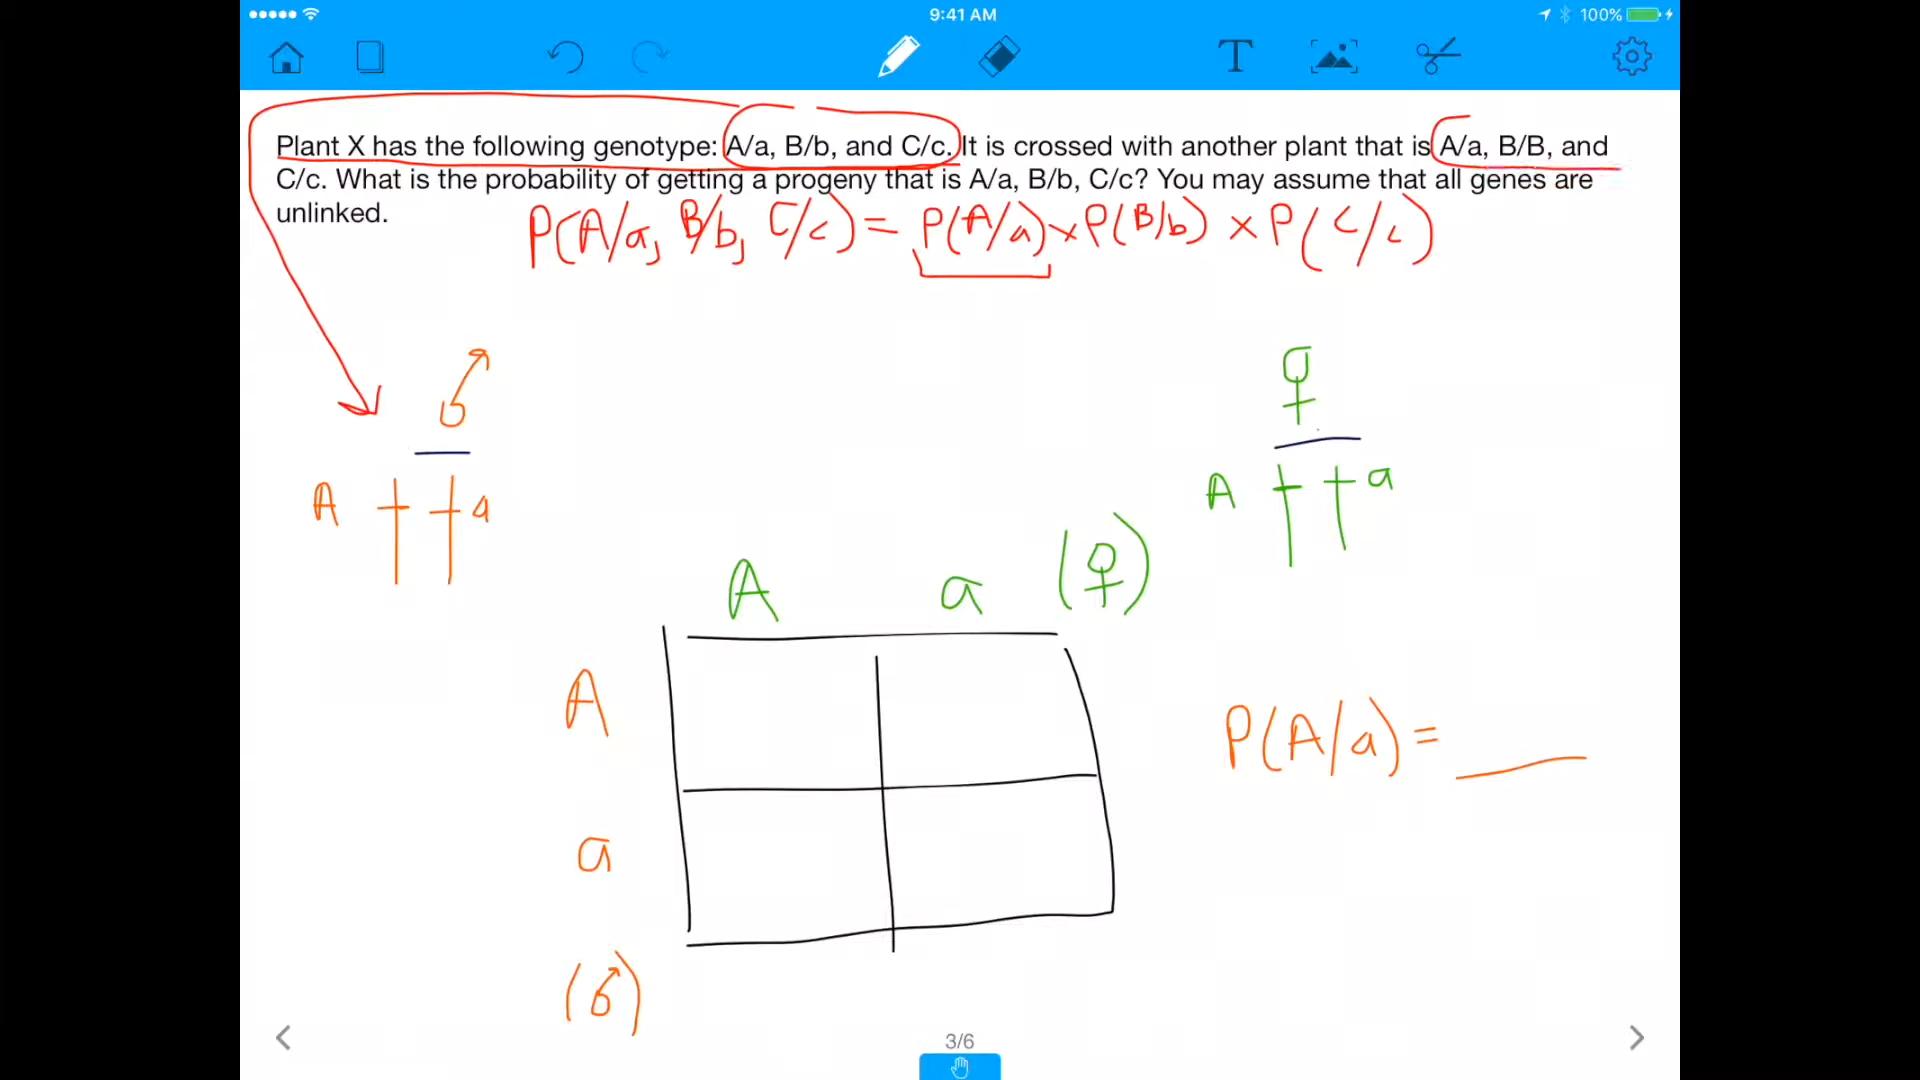 9:41 AM
100%
T
Plant X has the following genotype: A/a, B/b, and C/c. It is crossed with another plant that is A/a, B/B, and
C/c. What is the probability of getting a progeny that is A/a, B/b, C/c? You may assume that all genes are
unlinked.
P(A/a, B/b, C/c) = P(A/a) x P(B/b) x P(C/c)
♂
♀
A a
A a
A a (♀)
A
P(A/a) =
a
(♂)
3/6